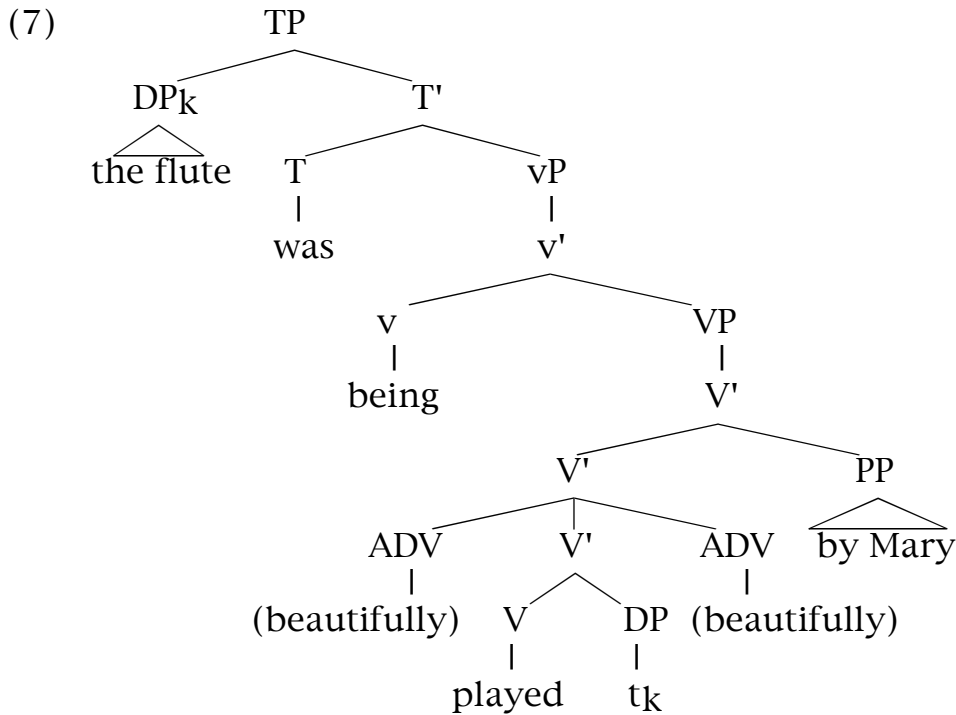 (7) TP
DPk T'
the flute T vP
was v'
v VP
being V'
V' PP
ADV V' ADV by Mary
(beautifully) V DP (beautifully)
played tk